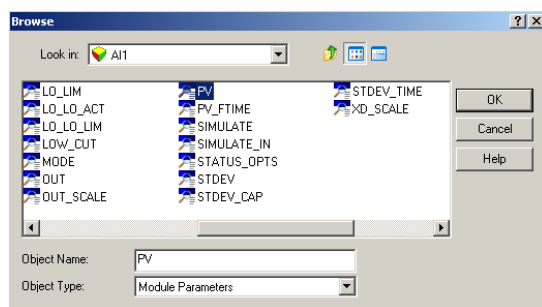 Browse
Look in: AI1
LO_LIM
LO_LO_ACT
LO_LO_LIM
LOW_CUT
MODE
OUT
OUT_SCALE
PV
PV_FTIME
SIMULATE
SIMULATE_IN
STATUS_OPTS
STDEV
STDEV_CAP
STDEV_TIME
XD_SCALE
OK
Cancel
Help
Object Name: PV
Object Type: Module Parameters